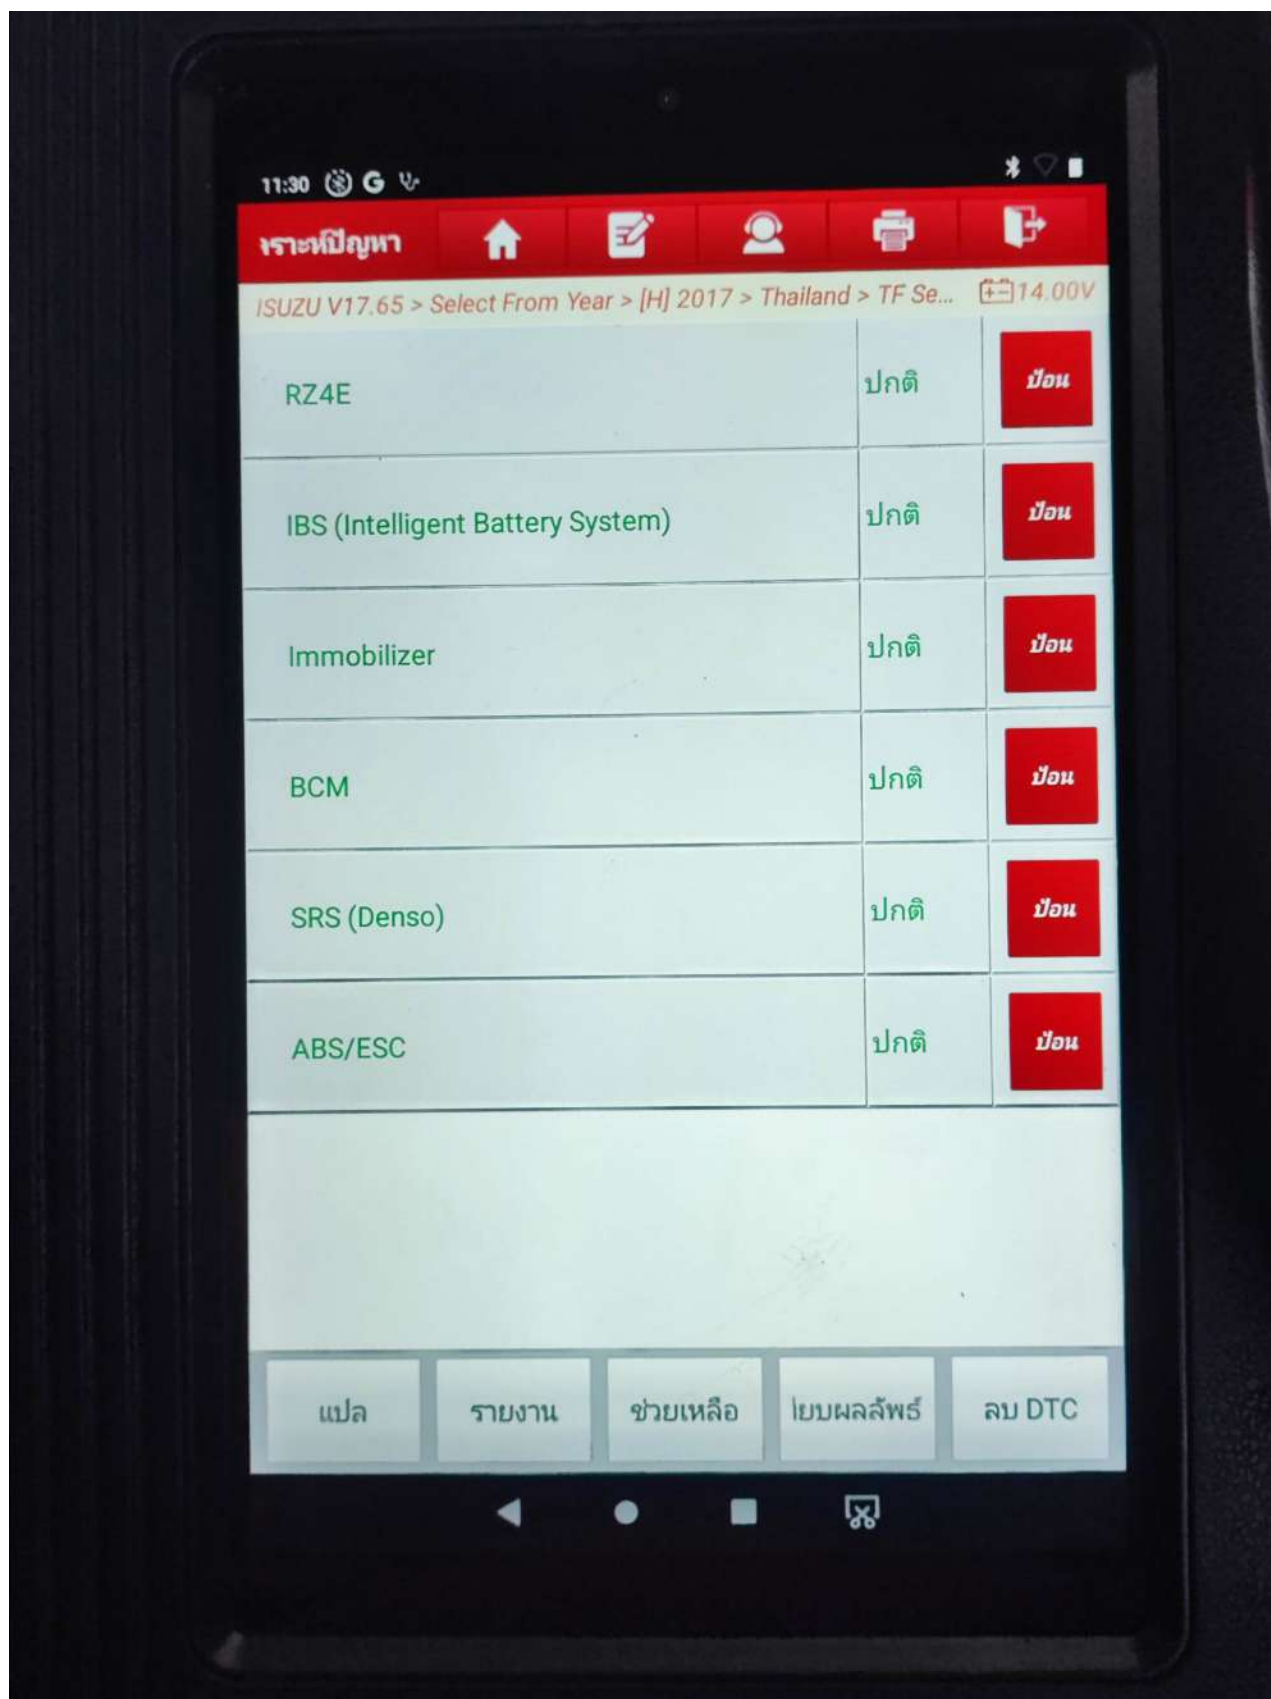 11:30
เราะห์ปัญหา
ISUZU V17.65 > Select From Year > [H] 2017 > Thailand > TF Se... 14.00V
RZ4E ปกติ ป้อน
IBS (Intelligent Battery System) ปกติ ป้อน
Immobilizer ปกติ ป้อน
BCM ปกติ ป้อน
SRS (Denso) ปกติ ป้อน
ABS/ESC ปกติ ป้อน
แปล รายงาน ช่วยเหลือ ียบผลลัพธ์ ลบ DTC